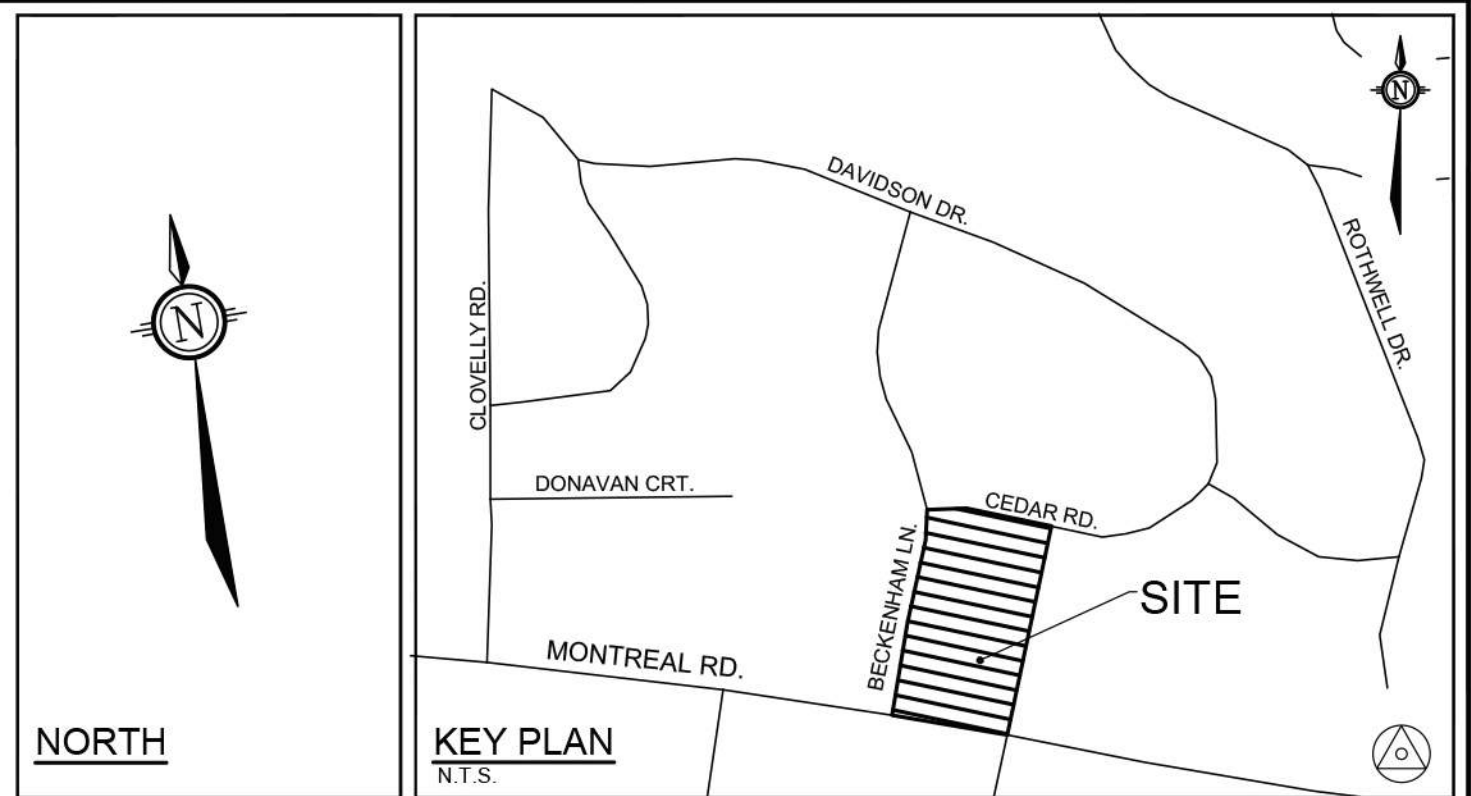 N
NORTH
N
DAVIDSON DR.
ROTHWELL DR.
CLOVELLY RD.
DONAVAN CRT.
CEDAR RD.
BECKENHAM LN.
SITE
MONTREAL RD.
KEY PLAN
N.T.S.